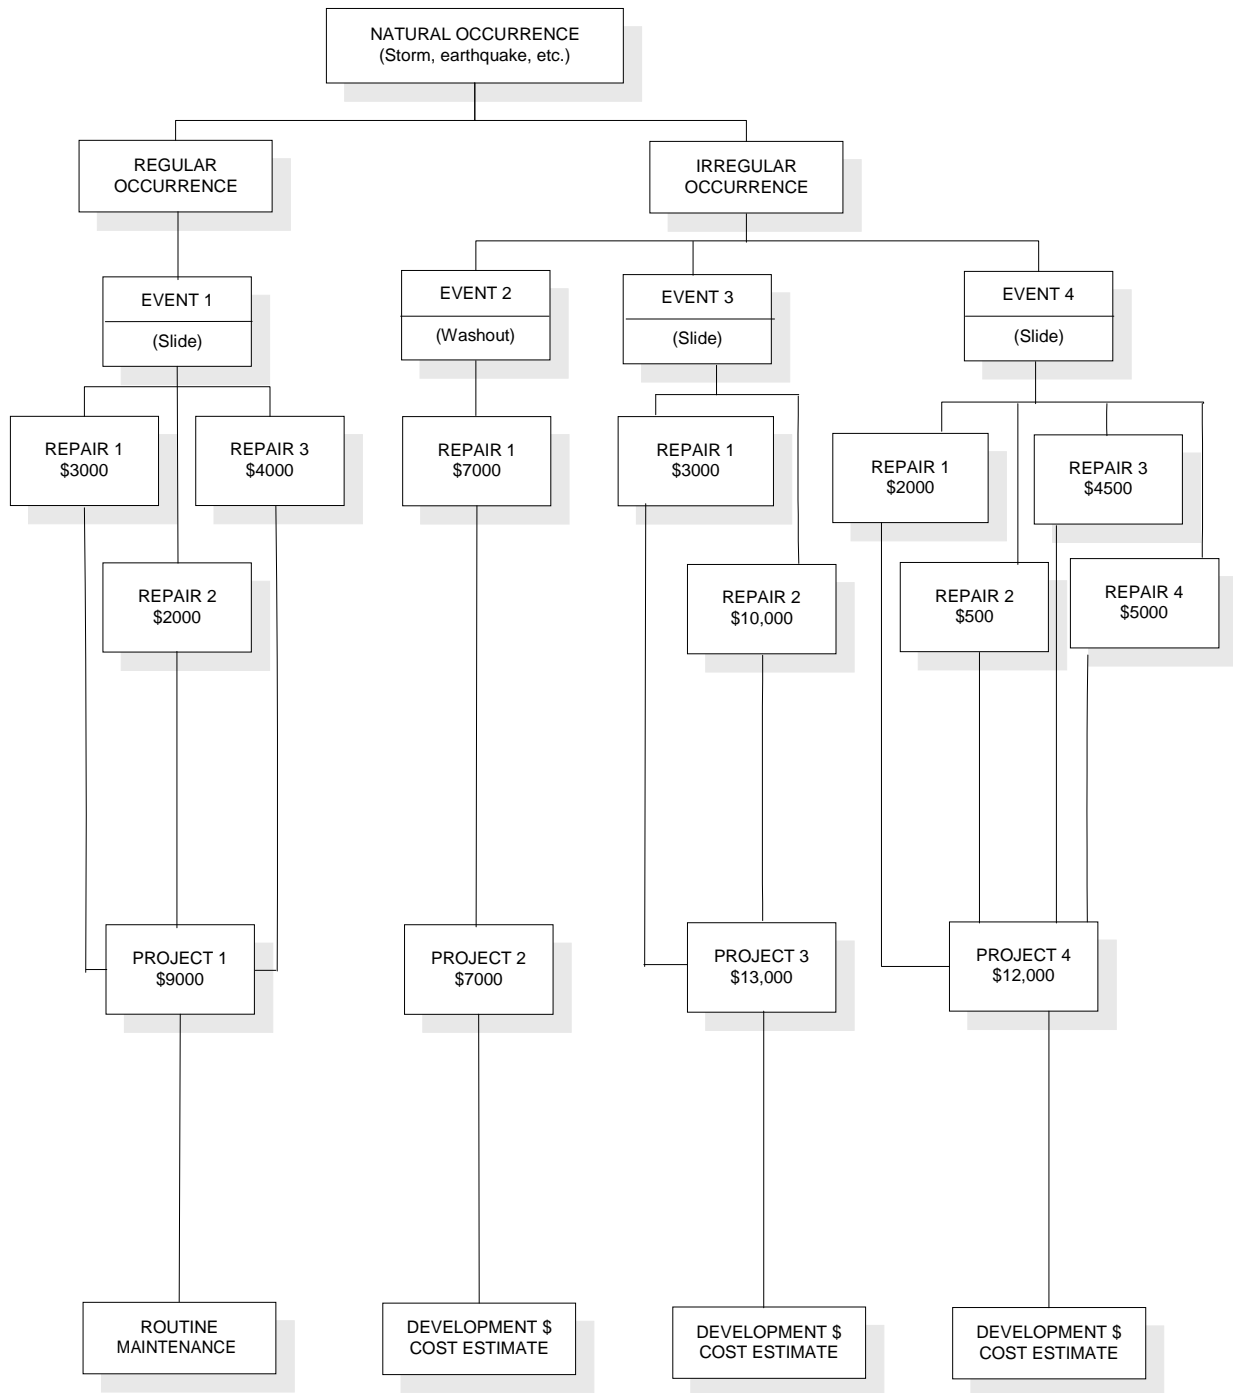 NATURAL OCCURRENCE
(Storm, earthquake, etc.)
REGULAR
OCCURRENCE
IRREGULAR
OCCURRENCE
EVENT 1
(Slide)
EVENT 2
(Washout)
EVENT 3
(Slide)
EVENT 4
(Slide)
REPAIR 1
$3000
REPAIR 3
$4000
REPAIR 1
$7000
REPAIR 1
$3000
REPAIR 1
$2000
REPAIR 3
$4500
REPAIR 2
$2000
REPAIR 2
$10,000
REPAIR 2
$500
REPAIR 4
$5000
PROJECT 1
$9000
PROJECT 2
$7000
PROJECT 3
$13,000
PROJECT 4
$12,000
ROUTINE
MAINTENANCE
DEVELOPMENT $
COST ESTIMATE
DEVELOPMENT $
COST ESTIMATE
DEVELOPMENT $
COST ESTIMATE